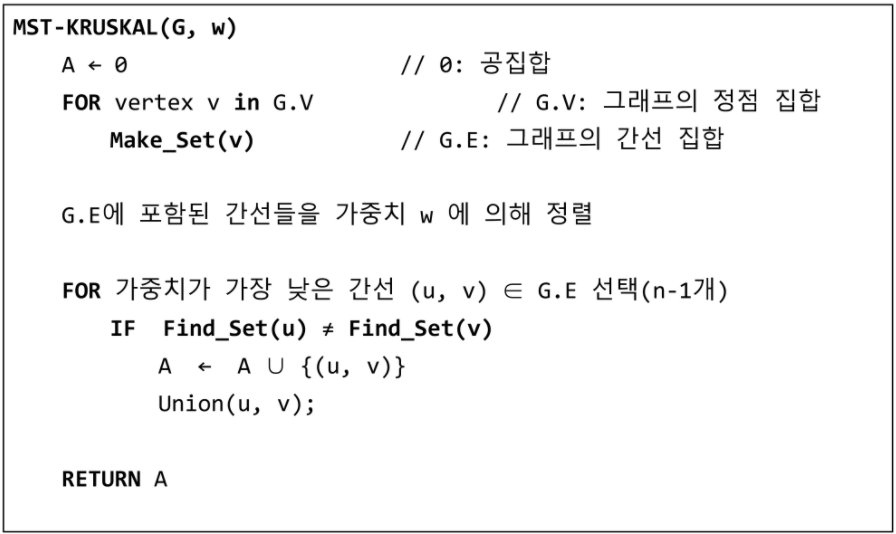 MST-KRUSKAL(G, w)
A ← 0 // 0: 공집합
FOR vertex v in G.V // G.V: 그래프의 정점 집합
Make_Set(v) // G.E: 그래프의 간선 집합
G.E에 포함된 간선들을 가중치 w 에 의해 정렬
FOR 가중치가 가장 낮은 간선 (u, v) ∈ G.E 선택(n-1개)
IF Find_Set(u) ≠ Find_Set(v)
A ← A ∪ {(u, v)}
Union(u, v);
RETURN A